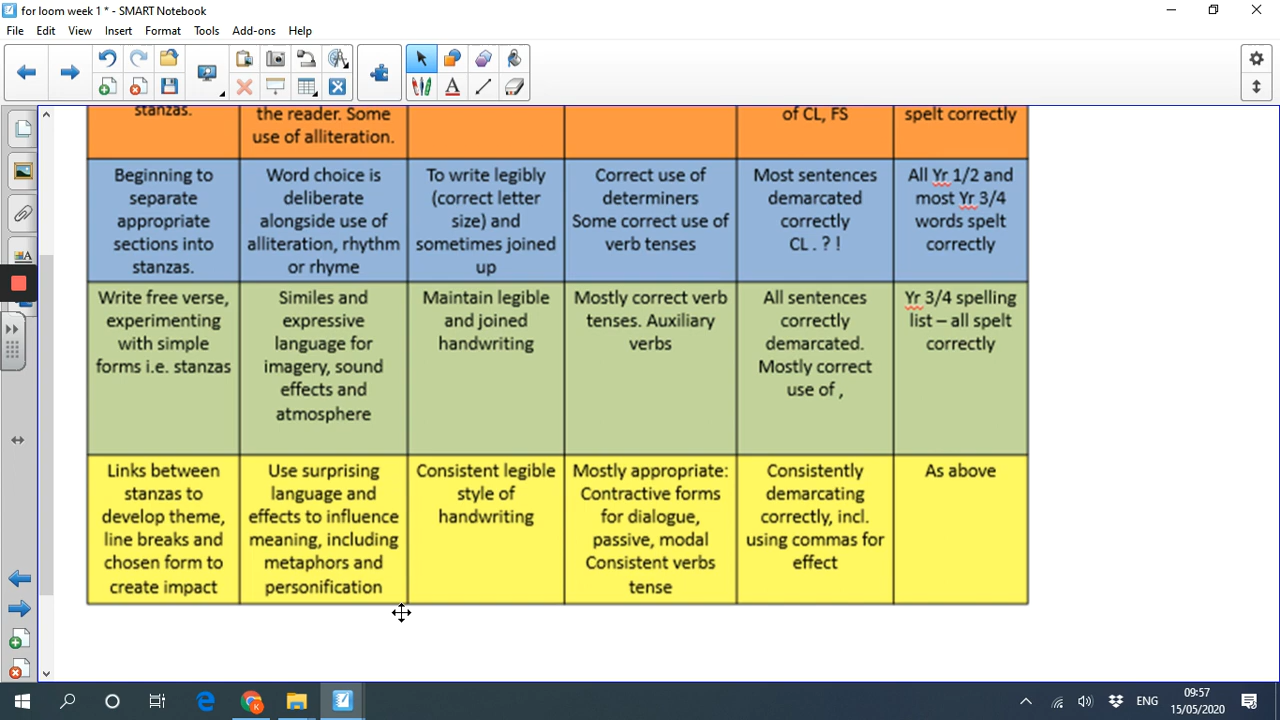 for loom week 1 * - SMART Notebook
File Edit View Insert Format Tools Add-ons Help
stanzas.
the reader. Some
use of alliteration.
of CL, FS
spelt correctly
Beginning to
separate
appropriate
sections into
stanzas.
Word choice is
deliberate
alongside use of
alliteration, rhythm
or rhyme
To write legibly
(correct letter
size) and
sometimes joined
up
Correct use of
determiners
Some correct use of
verb tenses
Most sentences
demarcated
correctly
CL . ? !
All Yr 1/2 and
most Yr 3/4
words spelt
correctly
Write free verse,
experimenting
with simple
forms i.e. stanzas
Similes and
expressive
language for
imagery, sound
effects and
atmosphere
Maintain legible
and joined
handwriting
Mostly correct verb
tenses. Auxiliary
verbs
All sentences
correctly
demarcated.
Mostly correct
use of ,
Yr 3/4 spelling
list – all spelt
correctly
Links between
stanzas to
develop theme,
line breaks and
chosen form to
create impact
Use surprising
language and
effects to influence
meaning, including
metaphors and
personification
Consistent legible
style of
handwriting
Mostly appropriate:
Contractive forms
for dialogue,
passive, modal
Consistent verbs
tense
Consistently
demarcating
correctly, incl.
using commas for
effect
As above
ENG
09:57
15/05/2020